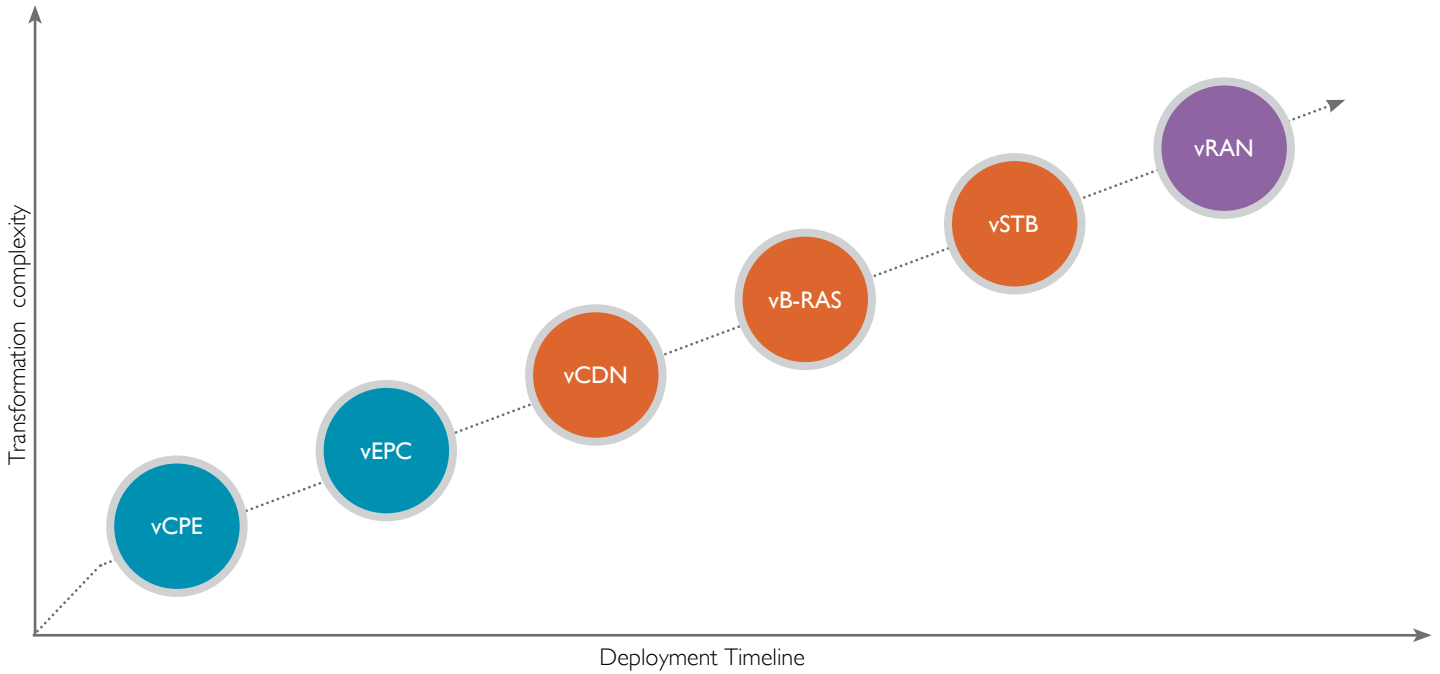 vRAN
vSTB
vB-RAS
vCDN
vEPC
vCPE
Transformation complexity
Deployment Timeline